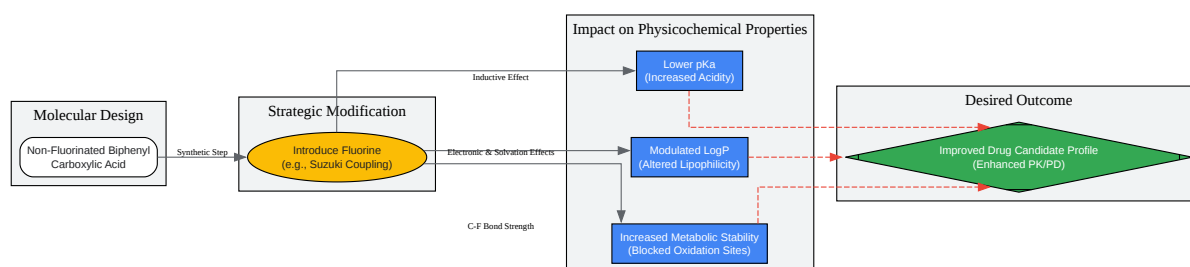 Molecular Design
Non-Fluorinated Biphenyl
Carboxylic Acid
Synthetic Step
Strategic Modification
Introduce Fluorine
(e.g., Suzuki Coupling)
Inductive Effect
Electronic & Solvation Effects
C-F Bond Strength
Impact on Physicochemical Properties
Lower pKa
(Increased Acidity)
Modulated LogP
(Altered Lipophilicity)
Increased Metabolic Stability
(Blocked Oxidation Sites)
Desired Outcome
Improved Drug Candidate Profile
(Enhanced PK/PD)